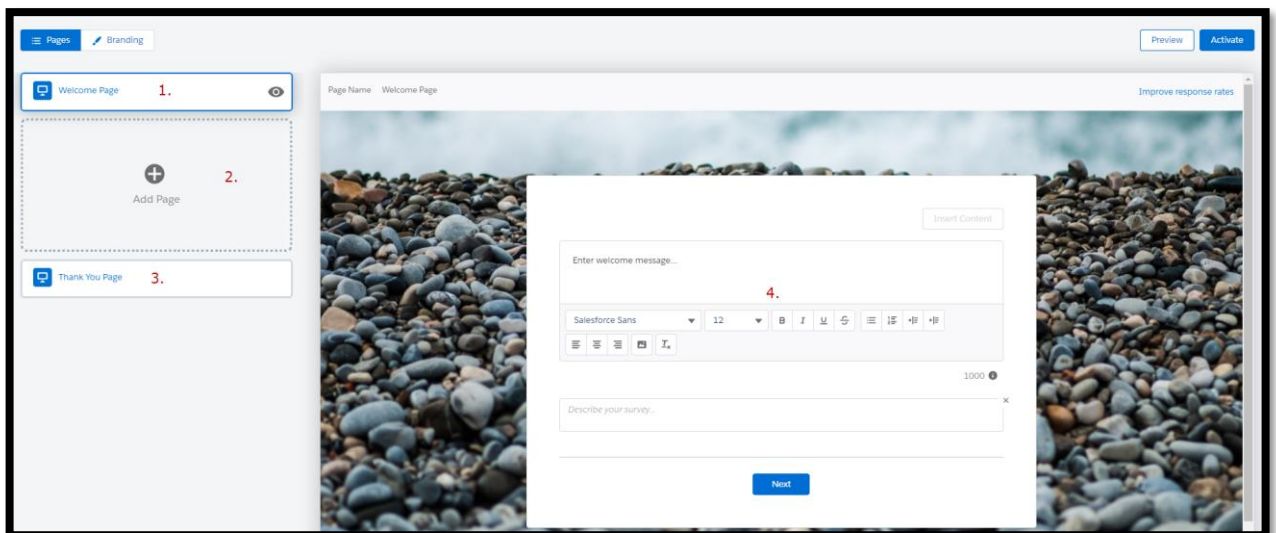 Pages Branding Preview Activate
Welcome Page 1.
Page Name Welcome Page Improve response rates
Add Page 2.
Thank You Page 3.
Insert Content
Enter welcome message...
4.
Salesforce Sans 12 B I U S
1000
Describe your survey...
Next